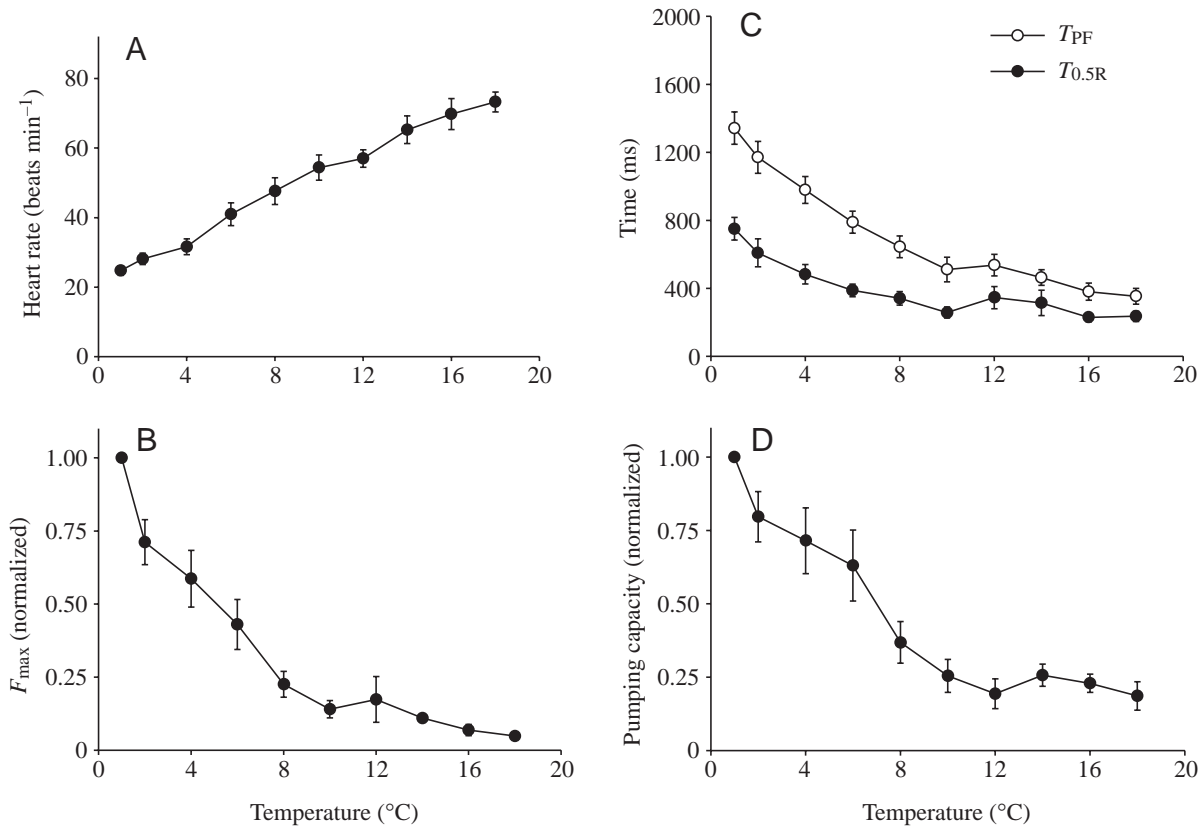 A
Heart rate (beats min⁻¹)
80
60
40
20
0
0 4 8 12 16 20
C
T_PF
T_0.5R
Time (ms)
2000
1600
1200
800
400
0
0 4 8 12 16 20
B
F_max (normalized)
1.00
0.75
0.50
0.25
0
0 4 8 12 16 20
Temperature (°C)
D
Pumping capacity (normalized)
1.00
0.75
0.50
0.25
0
0 4 8 12 16 20
Temperature (°C)